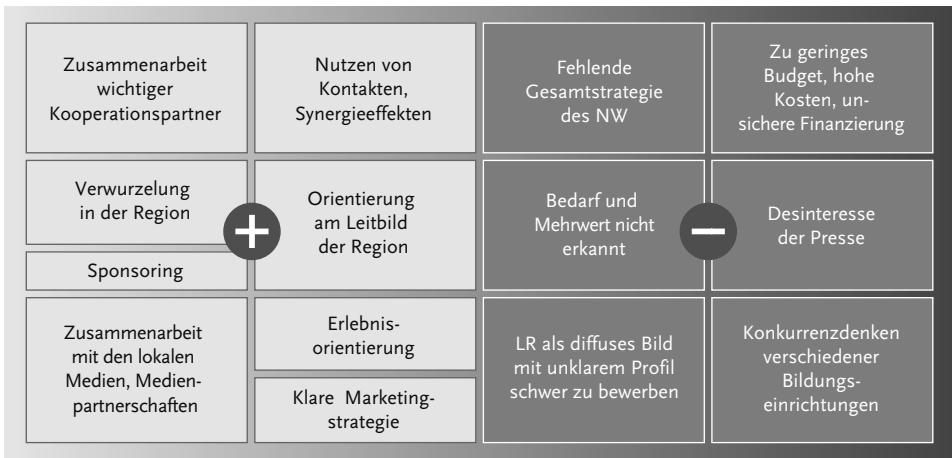 Zusammenarbeit
wichtiger
Kooperationspartner
Nutzen von
Kontakten,
Synergieeffekten
Fehlende
Gesamtstrategie
des NW
Zu geringes
Budget, hohe
Kosten, un-
sichere Finanzierung
Verwurzelung
in der Region
Sponsoring
Orientierung
am Leitbild
der Region
Bedarf und
Mehrwert nicht
erkannt
Desinteresse
der Presse
Zusammenarbeit
mit den lokalen
Medien, Medien-
partnerschaften
Erlebnis-
orientierung
Klare Marketing-
strategie
LR als diffuses Bild
mit unklarem Profil
schwer zu bewerben
Konkurrenzdenken
verschiedener
Bildungs-
einrichtungen